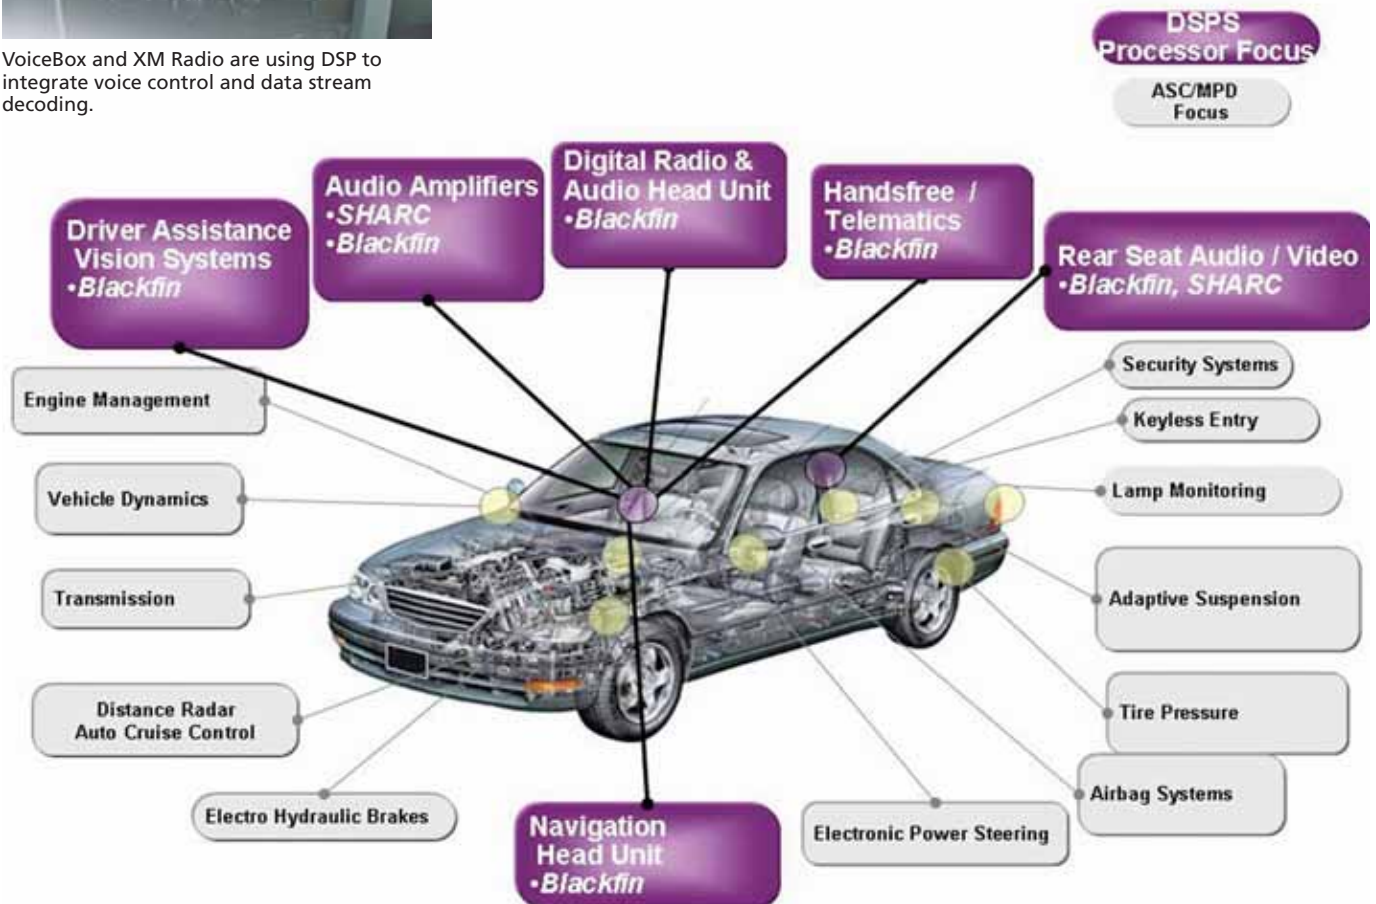 VoiceBox and XM Radio are using DSP to
integrate voice control and data stream
decoding.
DSPS
Processor Focus
ASC/MPD
Focus
Driver Assistance
Vision Systems
•Blackfin
Audio Amplifiers
•SHARC
•Blackfin
Digital Radio &
Audio Head Unit
•Blackfin
Handsfree /
Telematics
•Blackfin
Rear Seat Audio / Video
•Blackfin, SHARC
Engine Management
Vehicle Dynamics
Transmission
Distance Radar
Auto Cruise Control
Electro Hydraulic Brakes
Navigation
Head Unit
•Blackfin
Electronic Power Steering
Security Systems
Keyless Entry
Lamp Monitoring
Adaptive Suspension
Tire Pressure
Airbag Systems